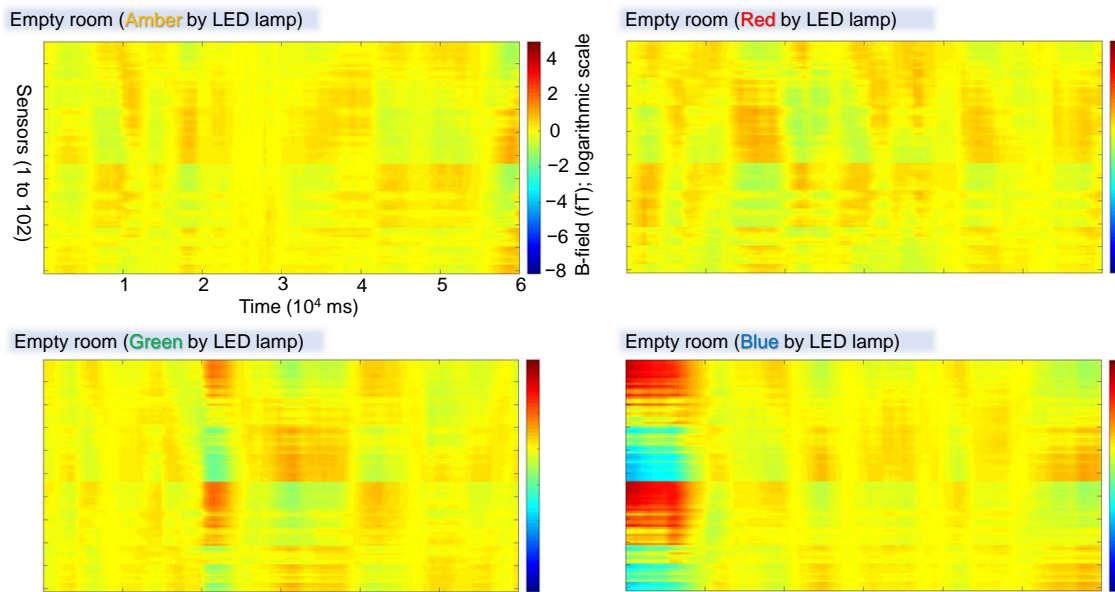 Empty room (Amber by LED lamp)
Empty room (Red by LED lamp)
Sensors (1 to 102)
4
2
0
−2
−4
−6
−8
B-field (fT); logarithmic scale
1
2
3
4
5
6
Time (10⁴ ms)
Empty room (Green by LED lamp)
Empty room (Blue by LED lamp)